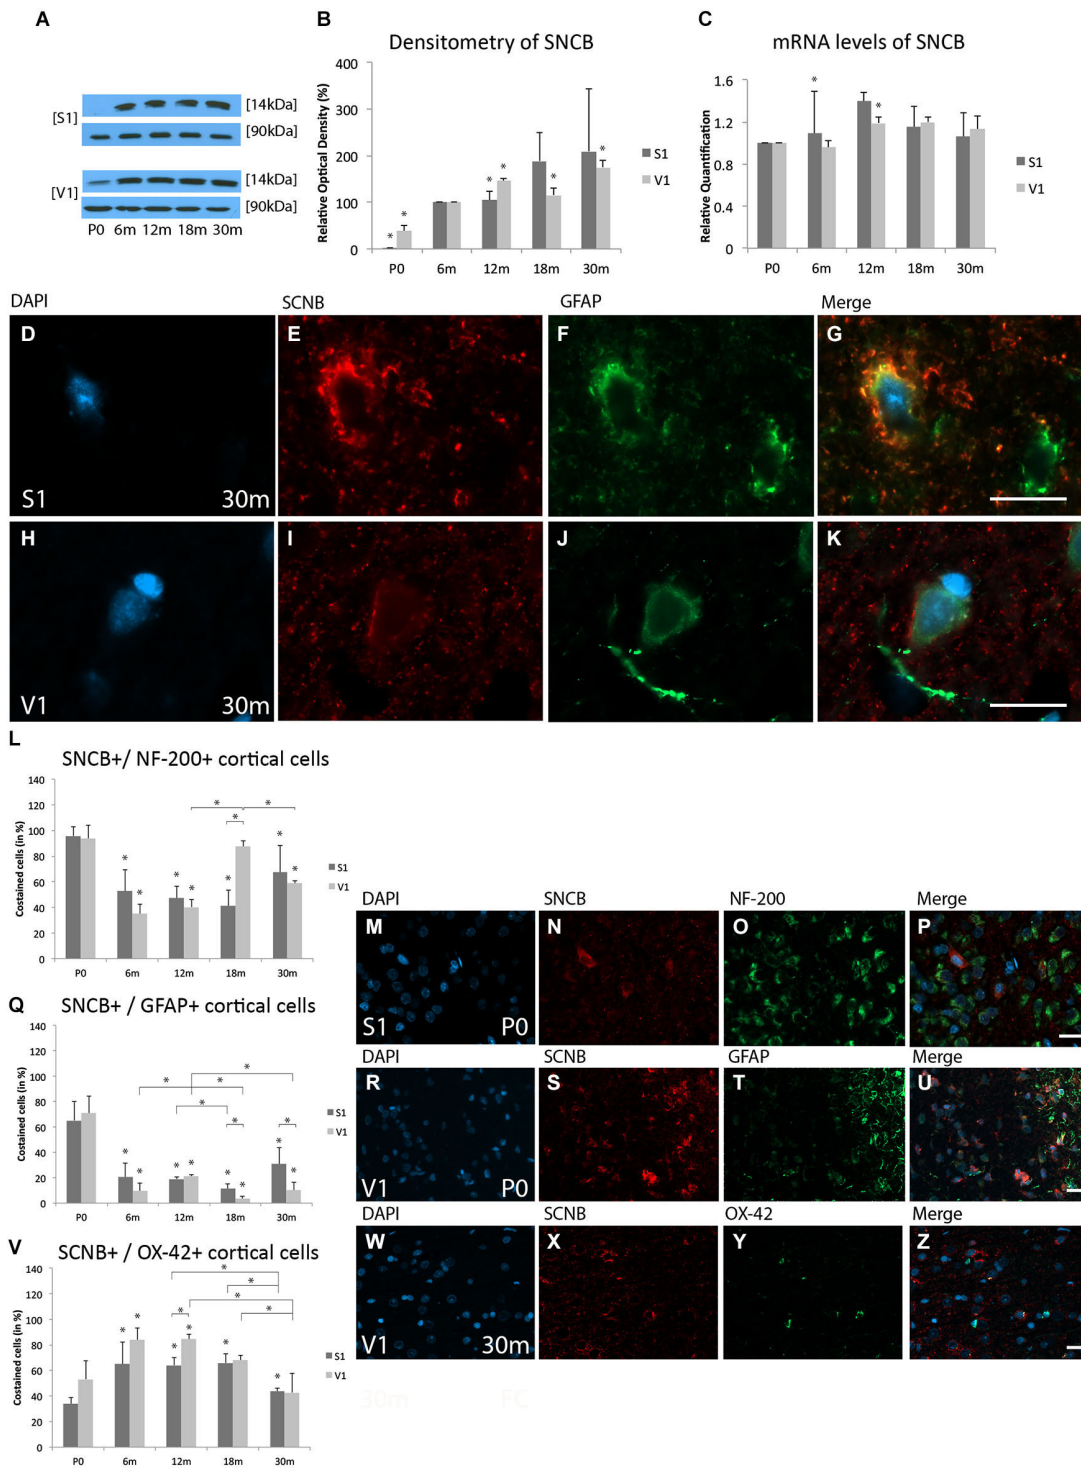 A
[S1]
[14kDa]
[90kDa]
[V1]
[14kDa]
[90kDa]
P0 6m 12m 18m 30m
B
Densitometry of SNCB
Relative Optical Density (%)
400
300
200
100
0
* * * * * *
P0 6m 12m 18m 30m
S1
V1
C
mRNA levels of SNCB
Relative Quantification
1.6
1.2
0.8
0.4
0
* *
P0 6m 12m 18m 30m
S1
V1
DAPI SCNB GFAP Merge
D E F G
S1 30m
H I J K
V1 30m
L
SNCB+/ NF-200+ cortical cells
Costained cells (in %)
140
120
100
80
60
40
20
0
* * * * * * * * * *
P0 6m 12m 18m 30m
S1
V1
DAPI SNCB NF-200 Merge
M N O P
S1 P0
Q
SNCB+ / GFAP+ cortical cells
Costained cells (in %)
140
120
100
80
60
40
20
0
* * * * * * * * * * * * *
P0 6m 12m 18m 30m
S1
V1
DAPI SCNB GFAP Merge
R S T U
V1 P0
V
SCNB+ / OX-42+ cortical cells
Costained cells (in %)
140
120
100
80
60
40
20
0
* * * * * * * * * * *
P0 6m 12m 18m 30m
S1
V1
DAPI SCNB OX-42 Merge
W X Y Z
V1 30m
30m FC